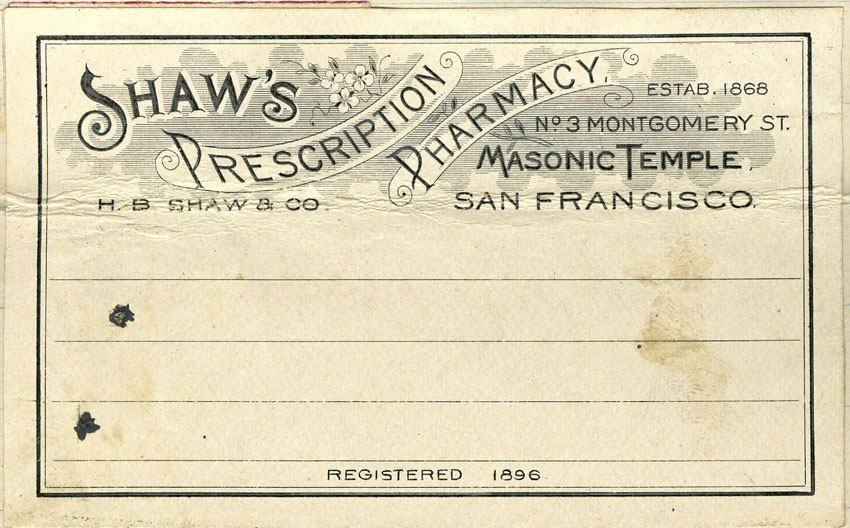 SHAW'S
PRESCRIPTION
PHARMACY,
ESTAB. 1868
No 3 MONTGOMERY ST.
MASONIC TEMPLE,
H. B SHAW & CO.
SAN FRANCISCO.
REGISTERED 1896